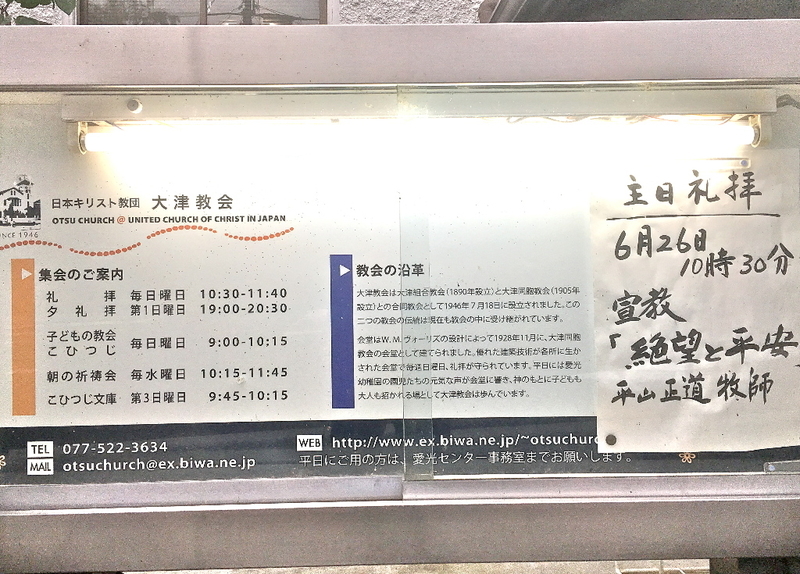 INCE 1946
日本キリスト教団 大津教会
OTSU CHURCH @ UNITED CHURCH OF CHRIST IN JAPAN
集会のご案内
礼拝 毎日曜日 10:30-11:40
夕礼拝 第1日曜日 19:00-20:30
子どもの教会
こひつじ 毎日曜日 9:00-10:15
朝の祈祷会 毎水曜日 10:15-11:45
こひつじ文庫 第3日曜日 9:45-10:15
教会の沿革
大津教会は大津組合教会（1890年設立）と大津同胞教会（1905年
設立）との合同教会として1946年7月18日に設立されました。この
二つの教会の伝統は現在も教会の中に受け継がれています。
会堂はW.M.ヴォーリズの設計によって1928年11月に、大津同胞
教会の会堂として建てられました。優れた建築技術が各所に生か
された会堂で毎週日曜日、礼拝が守られています。平日には愛光
幼稚園の園児たちの元気な声が会堂に響き、神のもとに子どもも
大人も招かれる場として大津教会は歩んでいます。
TEL 077-522-3634
MAIL otsuchurch@ex.biwa.ne.jp
WEB http://www.ex.biwa.ne.jp/~otsuchurc
平日にご用の方は、愛光センター事務室までお願いします。
主日礼拝
6月26日
10時30分
宣教
「絶望と平安
平山正道 牧師